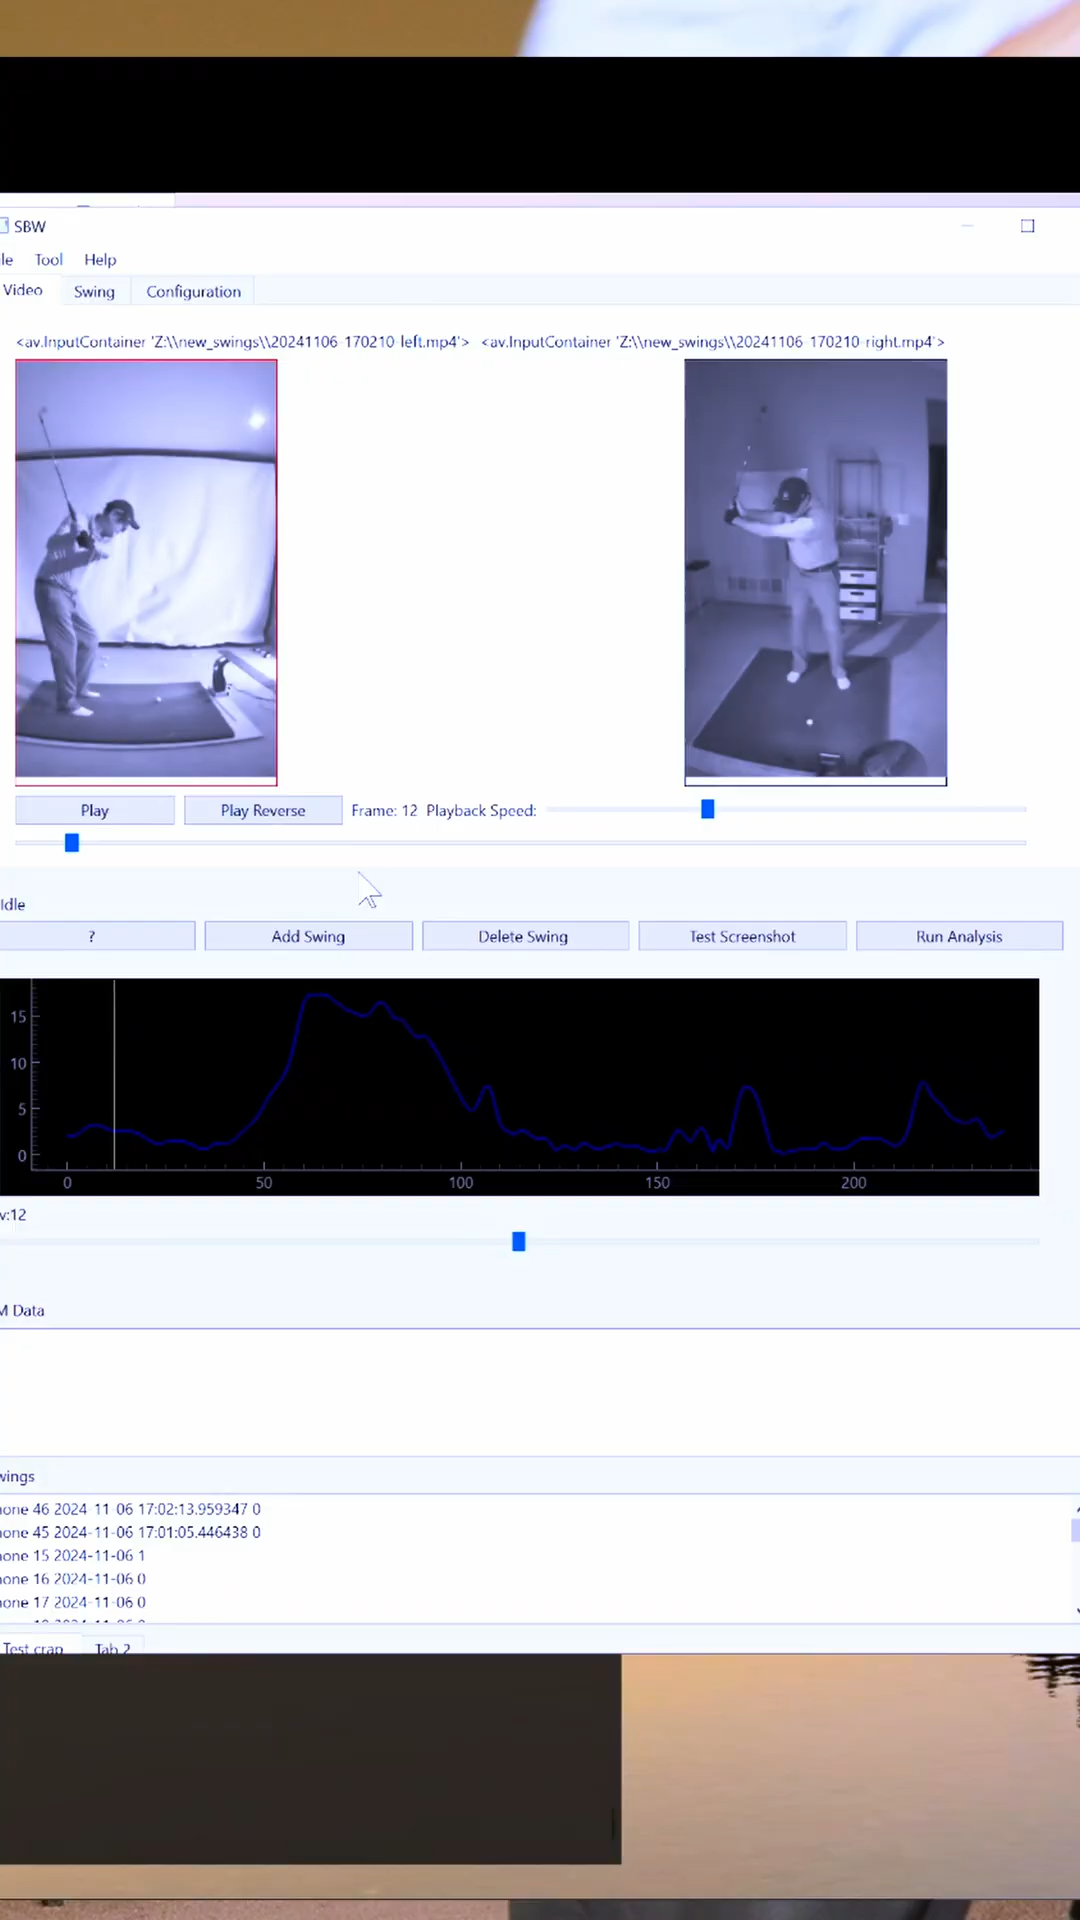 SBW
le Tool Help
Video Swing Configuration
<av.InputContainer 'Z:\\new_swings\\20241106-170210-left.mp4'> <av.InputContainer 'Z:\\new_swings\\20241106-170210-right.mp4'>
Play Play Reverse Frame: 12 Playback Speed:
Idle
? Add Swing Delete Swing Test Screenshot Run Analysis
15
10
5
0
0 50 100 150 200
v:12
M Data
wings
one 46 2024-11-06 17:02:13.959347 0
one 45 2024-11-06 17:01:05.446438 0
one 15 2024-11-06 1
one 16 2024-11-06 0
one 17 2024-11-06 0
Test crap Tab 2